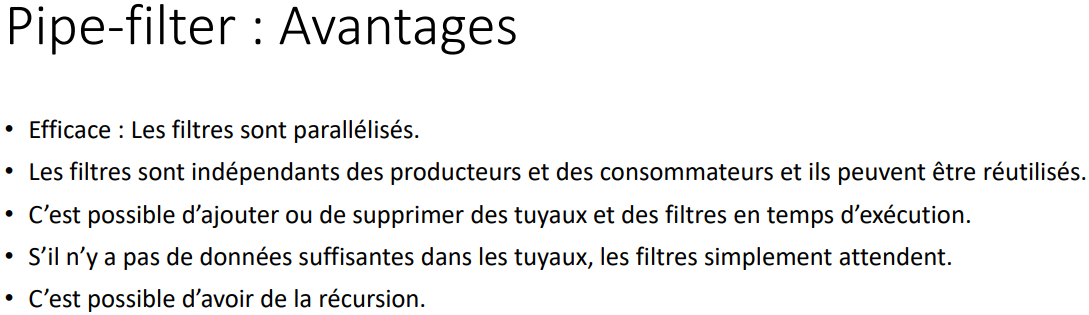 Pipe-filter : Avantages
• Efficace : Les filtres sont parallélisés.
• Les filtres sont indépendants des producteurs et des consommateurs et ils peuvent être réutilisés.
• C’est possible d’ajouter ou de supprimer des tuyaux et des filtres en temps d’exécution.
• S’il n’y a pas de données suffisantes dans les tuyaux, les filtres simplement attendent.
• C’est possible d’avoir de la récursion.